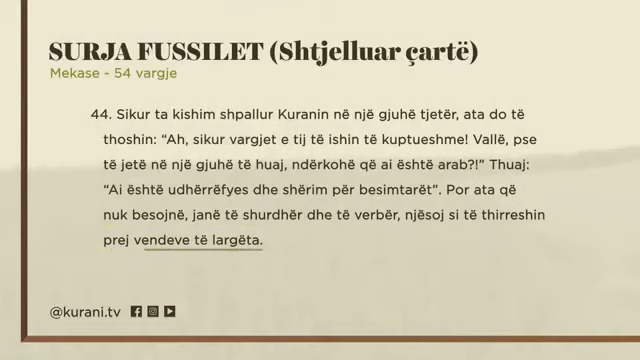 SURJA FUSSILET (Shtjelluar çartë)
Mekase - 54 vargje
44. Sikur ta kishim shpallur Kuranin në një gjuhë tjetër, ata do të
thoshin: “Ah, sikur vargjet e tij të ishin të kuptueshme! Vallë, pse
të jetë në një gjuhë të huaj, ndërkohë që ai është arab?!” Thuaj:
“Ai është udhërrëfyes dhe shërim për besimtarët”. Por ata që
nuk besojnë, janë të shurdhër dhe të verbër, njësoj si të thirreshin
prej vendeve të largëta.
@kurani.tv